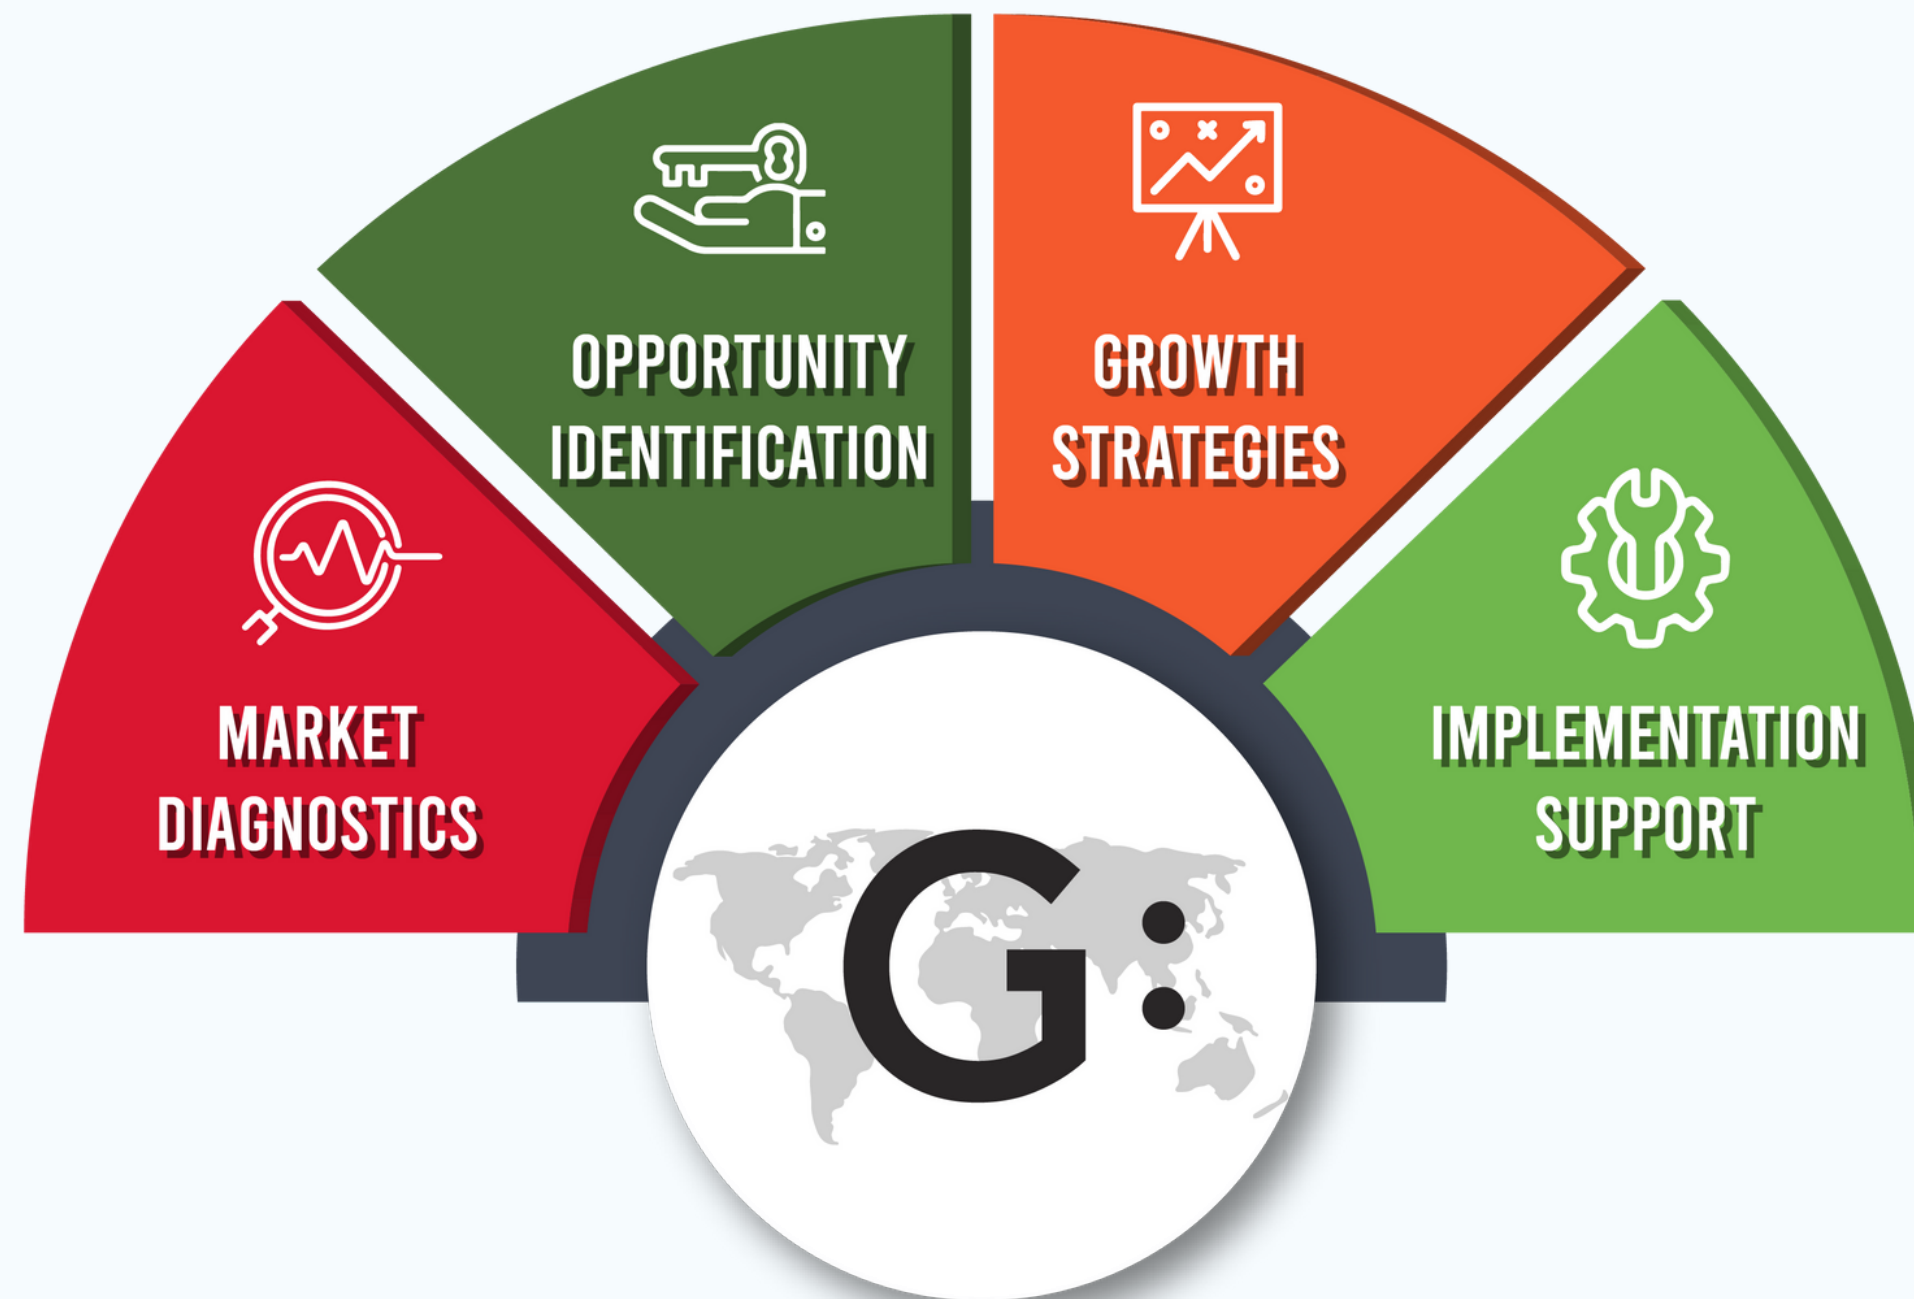 OPPORTUNITY
IDENTIFICATION
GROWTH
STRATEGIES
MARKET
DIAGNOSTICS
IMPLEMENTATION
SUPPORT
G: